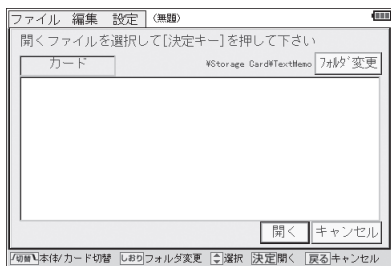 ファイル 編集 設定 (無題)
開くファイルを選択して[決定キー]を押して下さい
カード ¥Storage Card¥TextMemo ﾌｫﾙﾀﾞ変更
開く キャンセル
切替 本体/カード切替 しおり フォルダ変更 選択 決定 開く 戻る キャンセル